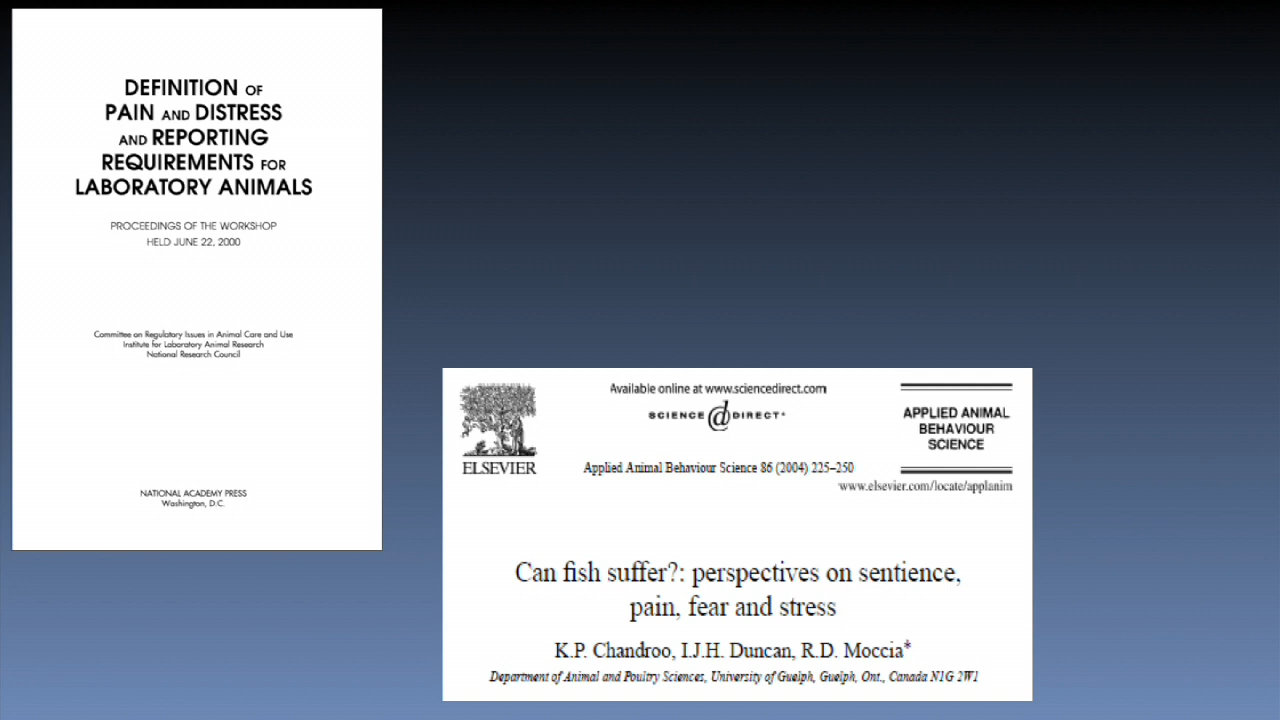 DEFINITION OF
PAIN AND DISTRESS
AND REPORTING
REQUIREMENTS FOR
LABORATORY ANIMALS
PROCEEDINGS OF THE WORKSHOP
HELD JUNE 22, 2000
Committee on Regulatory Issues in Animal Care and Use
Institute for Laboratory Animal Research
National Research Council
NATIONAL ACADEMY PRESS
Washington, D.C.
Available online at www.sciencedirect.com
SCIENCE @ DIRECT•
ELSEVIER
Applied Animal Behaviour Science 86 (2004) 225–250
APPLIED ANIMAL
BEHAVIOUR
SCIENCE
www.elsevier.com/locate/applanim
Can fish suffer?: perspectives on sentience,
pain, fear and stress
K.P. Chandroo, I.J.H. Duncan, R.D. Moccia*
Department of Animal and Poultry Sciences, University of Guelph, Guelph, Ont., Canada N1G 2W1